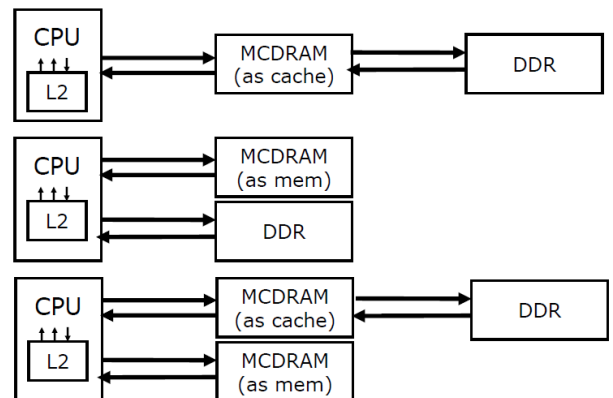 CPU
L2
MCDRAM
(as cache)
DDR
CPU
L2
MCDRAM
(as mem)
DDR
CPU
L2
MCDRAM
(as cache)
DDR
MCDRAM
(as mem)